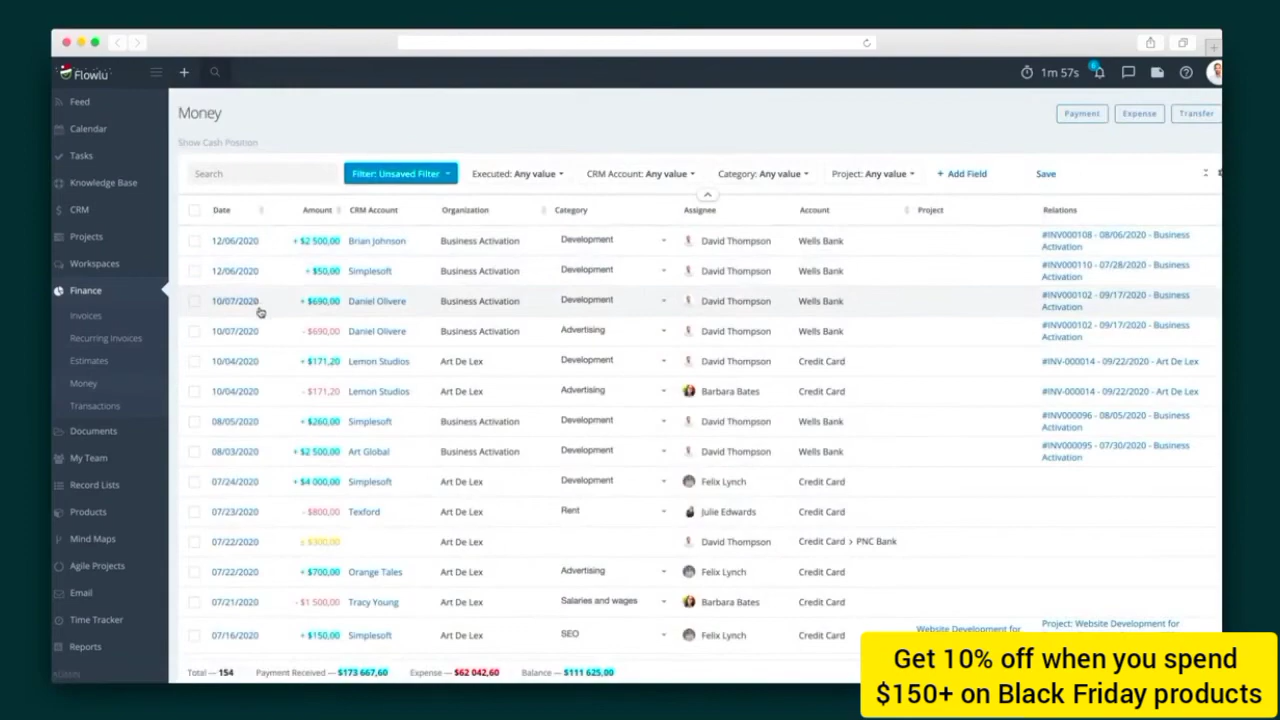 Flowlu
1m 57s
6
Feed
Calendar
Tasks
Knowledge Base
CRM
Projects
Workspaces
Finance
Invoices
Recurring Invoices
Estimates
Money
Transactions
Documents
My Team
Record Lists
Products
Mind Maps
Agile Projects
Email
Time Tracker
Reports
ADMIN
Money
Payment Expense Transfer
Show Cash Position
Search Filter: Unsaved Filter Executed: Any value CRM Account: Any value Category: Any value Project: Any value + Add Field Save
Date Amount CRM Account Organization Category Assignee Account Project Relations
12/06/2020 + $2 500,00 Brian Johnson Business Activation Development David Thompson Wells Bank #INV000108 - 08/06/2020 - Business
Activation
12/06/2020 + $50,00 Simplesoft Business Activation Development David Thompson Wells Bank #INV000110 - 07/28/2020 - Business
Activation
10/07/2020 + $690,00 Daniel Olivere Business Activation Development David Thompson Wells Bank #INV000102 - 09/17/2020 - Business
Activation
10/07/2020 - $690,00 Daniel Olivere Business Activation Advertising David Thompson Wells Bank #INV000102 - 09/17/2020 - Business
Activation
10/04/2020 + $171,20 Lemon Studios Art De Lex Development David Thompson Credit Card #INV-000014 - 09/22/2020 - Art De Lex
10/04/2020 - $171,20 Lemon Studios Art De Lex Advertising Barbara Bates Credit Card #INV-000014 - 09/22/2020 - Art De Lex
08/05/2020 + $260,00 Simplesoft Business Activation Development David Thompson Wells Bank #INV000096 - 08/05/2020 - Business
Activation
08/03/2020 + $2 500,00 Art Global Business Activation Development David Thompson Wells Bank #INV000095 - 07/30/2020 - Business
Activation
07/24/2020 + $4 000,00 Simplesoft Art De Lex Development Felix Lynch Credit Card
07/23/2020 - $800,00 Texford Art De Lex Rent Julie Edwards Credit Card
07/22/2020 ± $300,00 Art De Lex David Thompson Credit Card > PNC Bank
07/22/2020 + $700,00 Orange Tales Art De Lex Advertising Felix Lynch Credit Card
07/21/2020 - $1 500,00 Tracy Young Art De Lex Salaries and wages Barbara Bates Credit Card
07/16/2020 + $150,00 Simplesoft Art De Lex SEO Felix Lynch Credit Card Website Development for Project: Website Development for
Total — 154 Payment Received — $173 667,60 Expense — $62 042,60 Balance — $111 625,00
Get 10% off when you spend
$150+ on Black Friday products